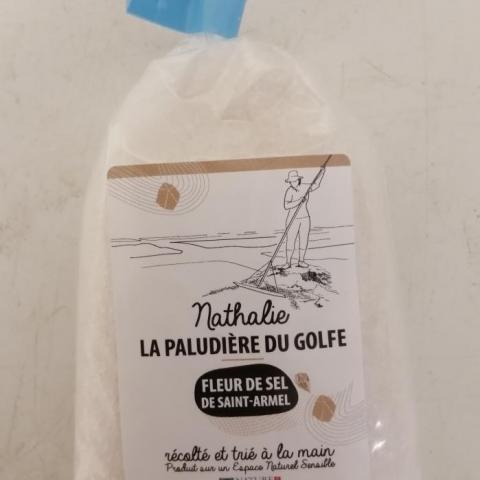 Nathalie
LA PALUDIÈRE DU GOLFE
FLEUR DE SEL
DE SAINT-ARMEL
récolté et trié à la main
Produit sur un Espace Naturel Sensible